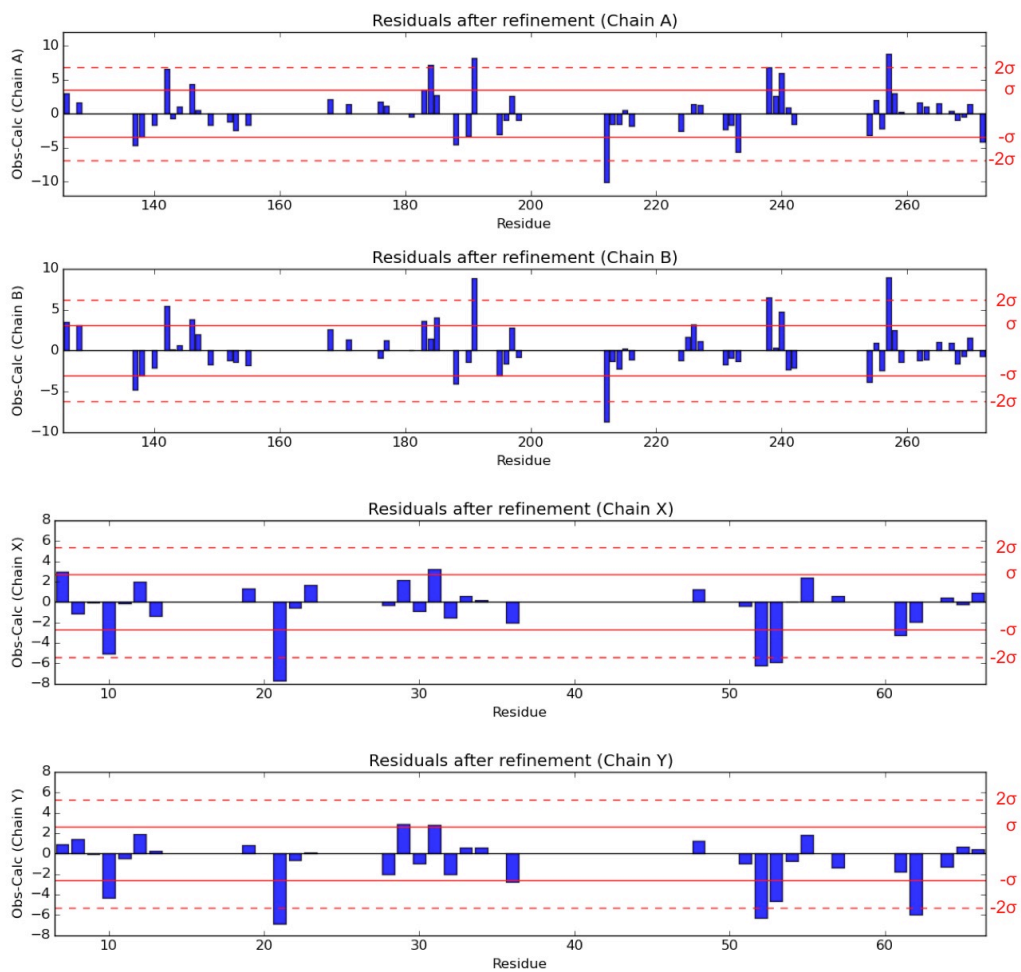 Residuals after refinement (Chain A)
Obs-Calc (Chain A)
10
5
0
−5
−10
2σ
σ
-σ
-2σ
140 160 180 200 220 240 260
Residue
Residuals after refinement (Chain B)
Obs-Calc (Chain B)
10
5
0
−5
−10
2σ
σ
-σ
-2σ
140 160 180 200 220 240 260
Residue
Residuals after refinement (Chain X)
Obs-Calc (Chain X)
8
6
4
2
0
−2
−4
−6
−8
2σ
σ
-σ
-2σ
10 20 30 40 50 60
Residue
Residuals after refinement (Chain Y)
Obs-Calc (Chain Y)
8
6
4
2
0
−2
−4
−6
−8
2σ
σ
-σ
-2σ
10 20 30 40 50 60
Residue